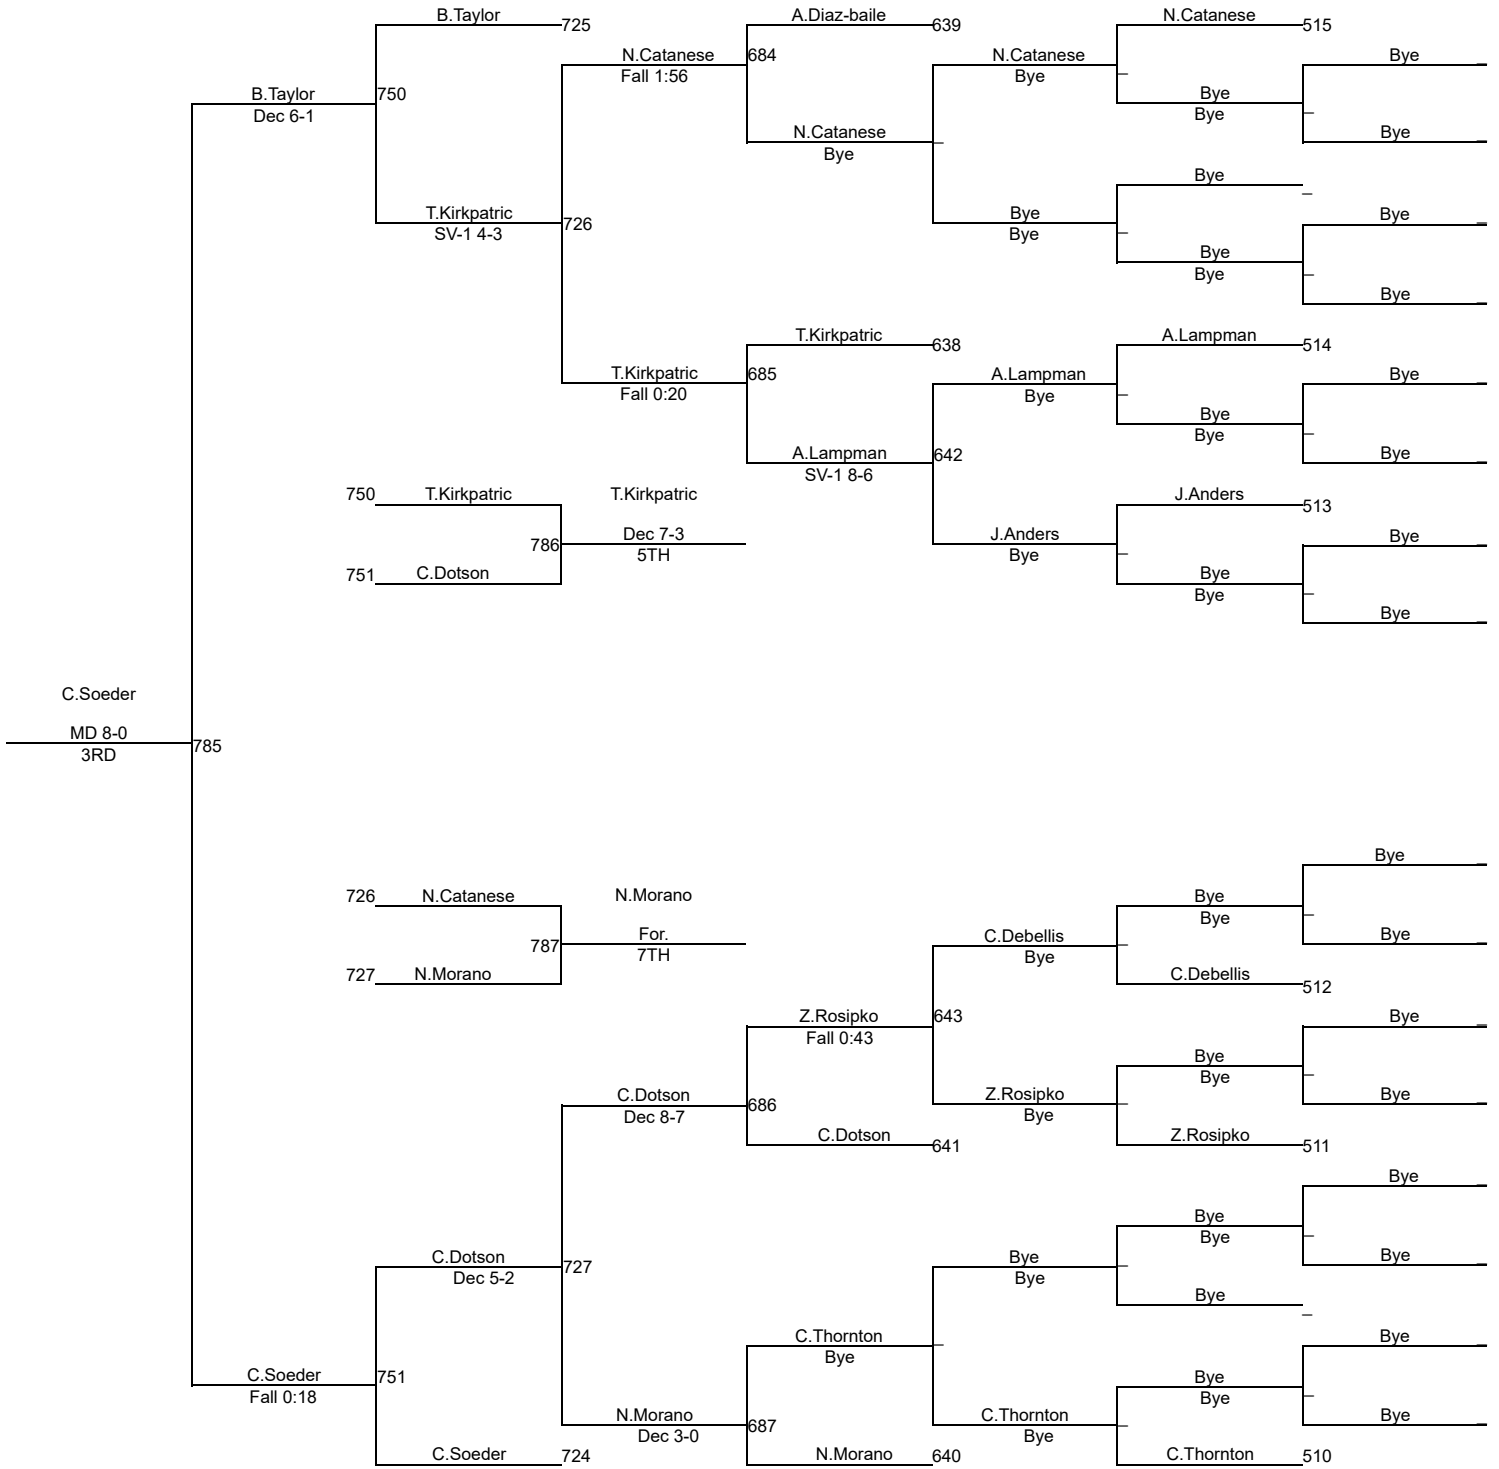 B.Taylor A.Diaz-baile N.Catanese
725 639 515
N.Catanese 684 N.Catanese Bye
Fall 1:56 Bye
B.Taylor 750 Bye
Dec 6-1 Bye
N.Catanese Bye
Bye
Bye
T.Kirkpatric 726 Bye Bye
SV-1 4-3 Bye
Bye
Bye
Bye
T.Kirkpatric A.Lampman
638 514
T.Kirkpatric 685 A.Lampman Bye
Fall 0:20 Bye
Bye
Bye
A.Lampman 642 Bye
SV-1 8-6
750 T.Kirkpatric T.Kirkpatric J.Anders
513
786 Dec 7-3 J.Anders Bye
5TH Bye
751 C.Dotson Bye
Bye
Bye
C.Soeder
MD 8-0 785
3RD
Bye
726 N.Catanese N.Morano Bye
Bye
787 For. C.Debellis Bye
7TH Bye
727 N.Morano C.Debellis
512
Z.Rosipko 643 Bye
Fall 0:43
Bye
Bye
C.Dotson 686 Z.Rosipko Bye
Dec 8-7 Bye
C.Dotson Z.Rosipko
641 511
Bye
Bye
Bye
C.Dotson 727 Bye Bye
Dec 5-2 Bye
Bye
C.Thornton Bye
Bye
C.Soeder 751 Bye
Fall 0:18 Bye
N.Morano 687 C.Thornton Bye
Dec 3-0 Bye
C.Soeder 724 N.Morano 640 C.Thornton 510